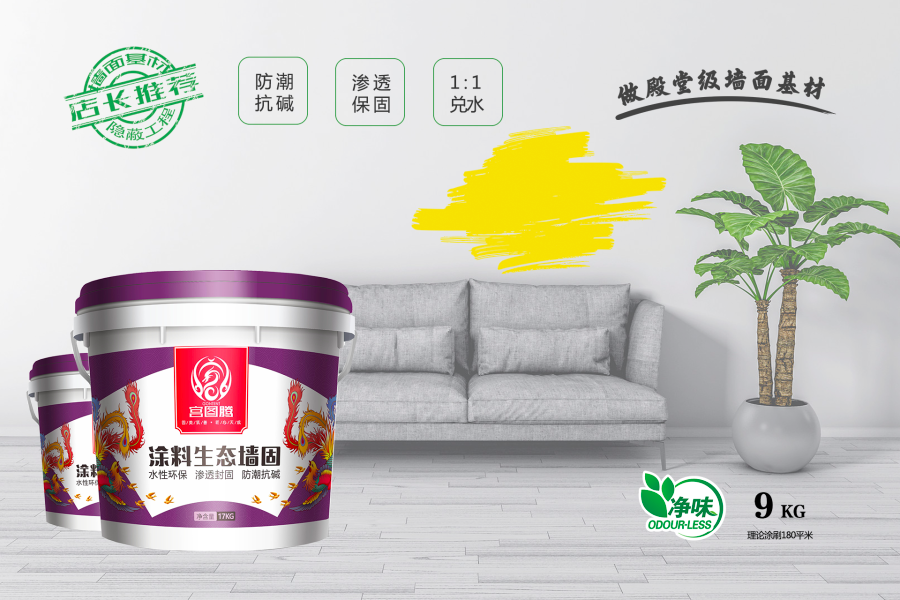 墙面基材
店长推荐
隐蔽工程
防潮
抗碱
渗透
保固
1:1
兑水
做殿堂级墙面基材
宫图腾
涂料生态墙固
水性环保 渗透封固 防潮抗碱
净含量 17KG
涂料
水性环保
净味
ODOUR-LESS
9 KG
理论涂刷180平米